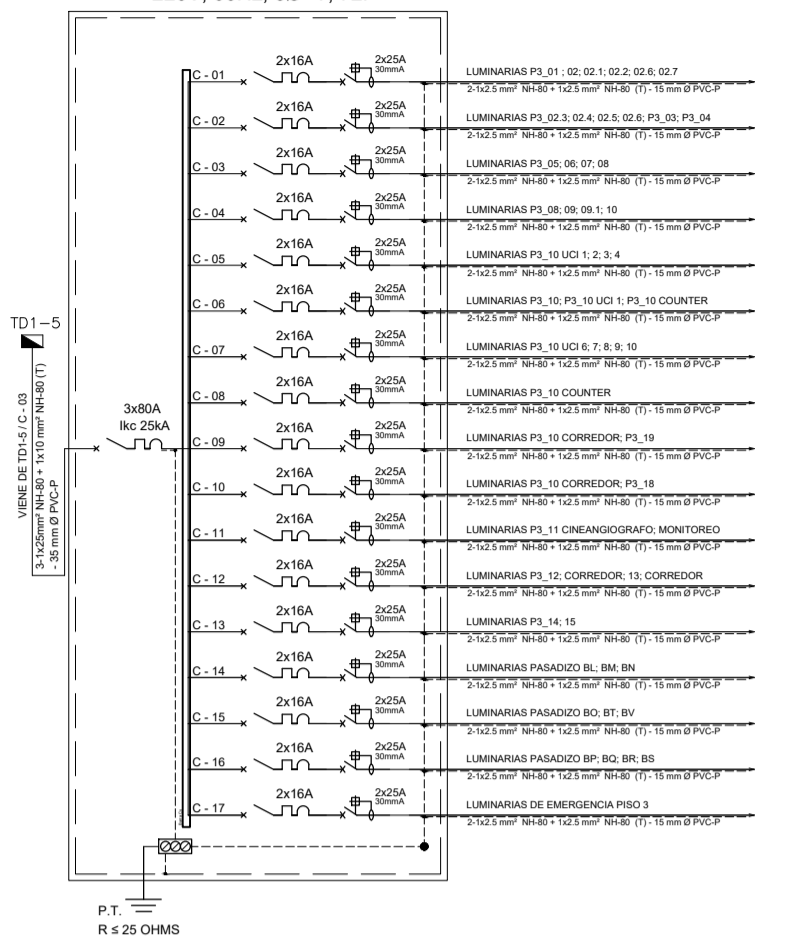 C - 01 2x16A 2x25A 30mmA LUMINARIAS P3_01 ; 02; 02.1; 02.2; 02.6; 02.7
2-1x2.5 mm² NH-80 + 1x2.5 mm² NH-80 (T) - 15 mm Ø PVC-P
C - 02 2x16A 2x25A 30mmA LUMINARIAS P3_02.3; 02.4; 02.5; 02.6; P3_03; P3_04
2-1x2.5 mm² NH-80 + 1x2.5 mm² NH-80 (T) - 15 mm Ø PVC-P
C - 03 2x16A 2x25A 30mmA LUMINARIAS P3_05; 06; 07; 08
2-1x2.5 mm² NH-80 + 1x2.5 mm² NH-80 (T) - 15 mm Ø PVC-P
C - 04 2x16A 2x25A 30mmA LUMINARIAS P3_08; 09; 09.1; 10
2-1x2.5 mm² NH-80 + 1x2.5 mm² NH-80 (T) - 15 mm Ø PVC-P
C - 05 2x16A 2x25A 30mmA LUMINARIAS P3_10 UCI 1; 2; 3; 4
2-1x2.5 mm² NH-80 + 1x2.5 mm² NH-80 (T) - 15 mm Ø PVC-P
C - 06 2x16A 2x25A 30mmA LUMINARIAS P3_10; P3_10 UCI 1; P3_10 COUNTER
2-1x2.5 mm² NH-80 + 1x2.5 mm² NH-80 (T) - 15 mm Ø PVC-P
C - 07 2x16A 2x25A 30mmA LUMINARIAS P3_10 UCI 6; 7; 8; 9; 10
2-1x2.5 mm² NH-80 + 1x2.5 mm² NH-80 (T) - 15 mm Ø PVC-P
C - 08 2x16A 2x25A 30mmA LUMINARIAS P3_10 COUNTER
2-1x2.5 mm² NH-80 + 1x2.5 mm² NH-80 (T) - 15 mm Ø PVC-P
C - 09 2x16A 2x25A 30mmA LUMINARIAS P3_10 CORREDOR; P3_19
2-1x2.5 mm² NH-80 + 1x2.5 mm² NH-80 (T) - 15 mm Ø PVC-P
C - 10 2x16A 2x25A 30mmA LUMINARIAS P3_10 CORREDOR; P3_18
2-1x2.5 mm² NH-80 + 1x2.5 mm² NH-80 (T) - 15 mm Ø PVC-P
C - 11 2x16A 2x25A 30mmA LUMINARIAS P3_11 CINEANGIOGRAFO; MONITOREO
2-1x2.5 mm² NH-80 + 1x2.5 mm² NH-80 (T) - 15 mm Ø PVC-P
C - 12 2x16A 2x25A 30mmA LUMINARIAS P3_12; CORREDOR; 13; CORREDOR
2-1x2.5 mm² NH-80 + 1x2.5 mm² NH-80 (T) - 15 mm Ø PVC-P
C - 13 2x16A 2x25A 30mmA LUMINARIAS P3_14; 15
2-1x2.5 mm² NH-80 + 1x2.5 mm² NH-80 (T) - 15 mm Ø PVC-P
C - 14 2x16A 2x25A 30mmA LUMINARIAS PASADIZO BL; BM; BN
2-1x2.5 mm² NH-80 + 1x2.5 mm² NH-80 (T) - 15 mm Ø PVC-P
C - 15 2x16A 2x25A 30mmA LUMINARIAS PASADIZO BO; BT; BV
2-1x2.5 mm² NH-80 + 1x2.5 mm² NH-80 (T) - 15 mm Ø PVC-P
C - 16 2x16A 2x25A 30mmA LUMINARIAS PASADIZO BP; BQ; BR; BS
2-1x2.5 mm² NH-80 + 1x2.5 mm² NH-80 (T) - 15 mm Ø PVC-P
C - 17 2x16A 2x25A 30mmA LUMINARIAS DE EMERGENCIA PISO 3
2-1x2.5 mm² NH-80 + 1x2.5 mm² NH-80 (T) - 15 mm Ø PVC-P
TD1-5
VIENE DE TD1-5 / C - 03
3-1x25mm² NH-80 + 1x10 mm² NH-80 (T)
- 35 mm Ø PVC-P
3x80A
Ikc 25kA
P.T.
R ≤ 25 OHMS